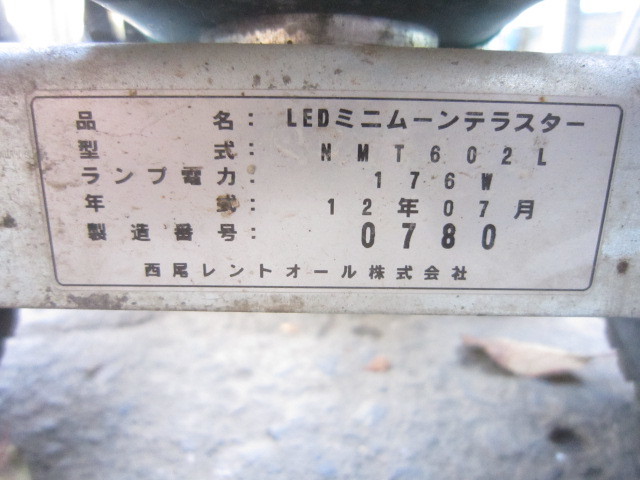 品名: LEDミニムーンテラスター
型式: NMT602L
ランプ電力: 176W
年式: 12年07月
製造番号: 0780
西尾レントオール株式会社